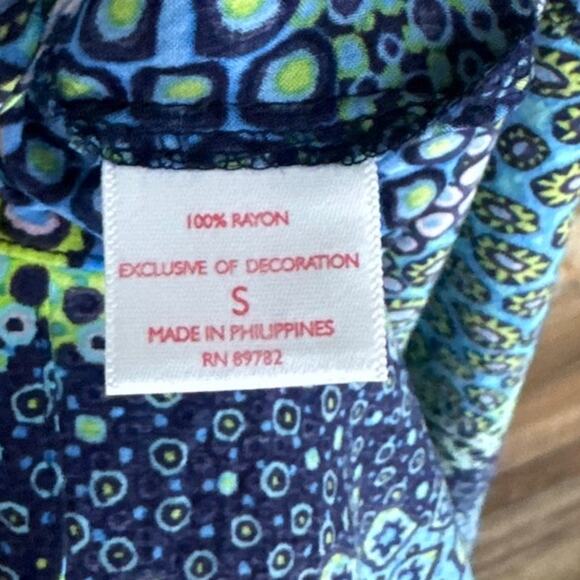 100% RAYON
EXCLUSIVE OF DECORATION
S
MADE IN PHILIPPINES
RN 89782